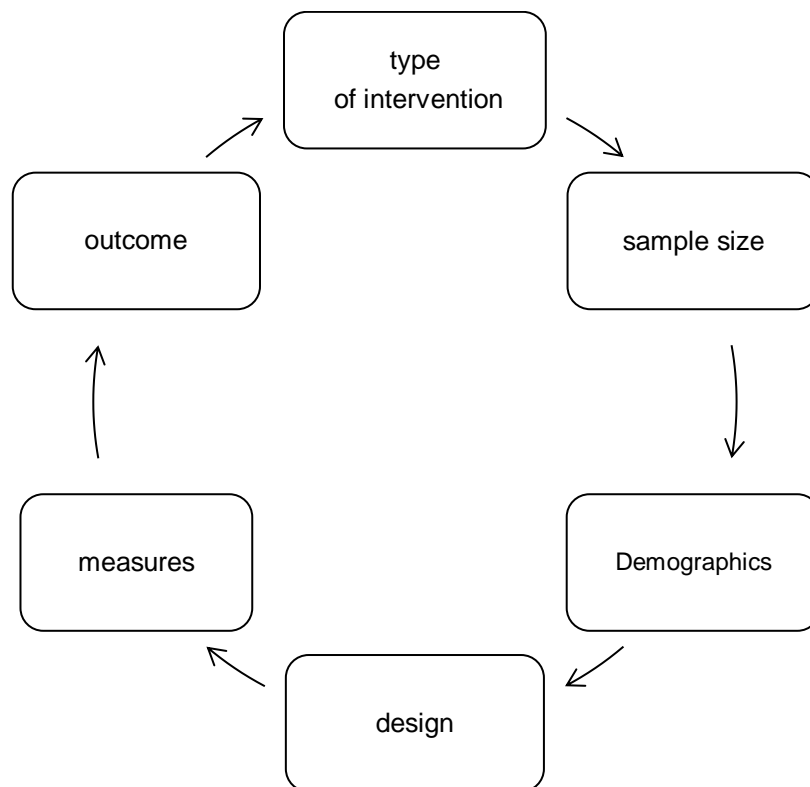 type
of intervention
sample size
Demographics
design
measures
outcome